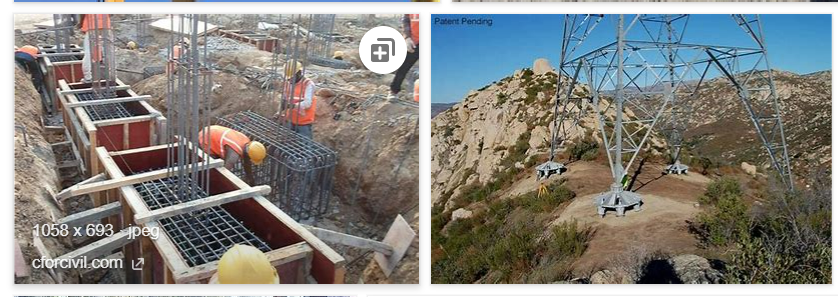 Patent Pending
1058 x 693 - jpeg
cforcivil.com